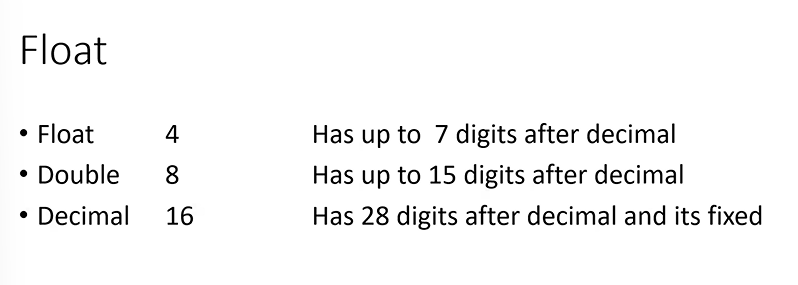 Float
• Float 4 Has up to  7 digits after decimal
• Double 8 Has up to 15 digits after decimal
• Decimal 16 Has 28 digits after decimal and its fixed